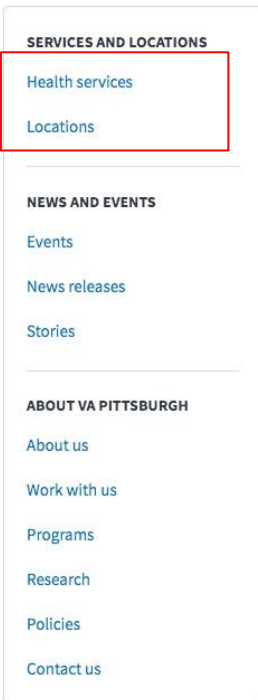 SERVICES AND LOCATIONS
Health services
Locations
NEWS AND EVENTS
Events
News releases
Stories
ABOUT VA PITTSBURGH
About us
Work with us
Programs
Research
Policies
Contact us